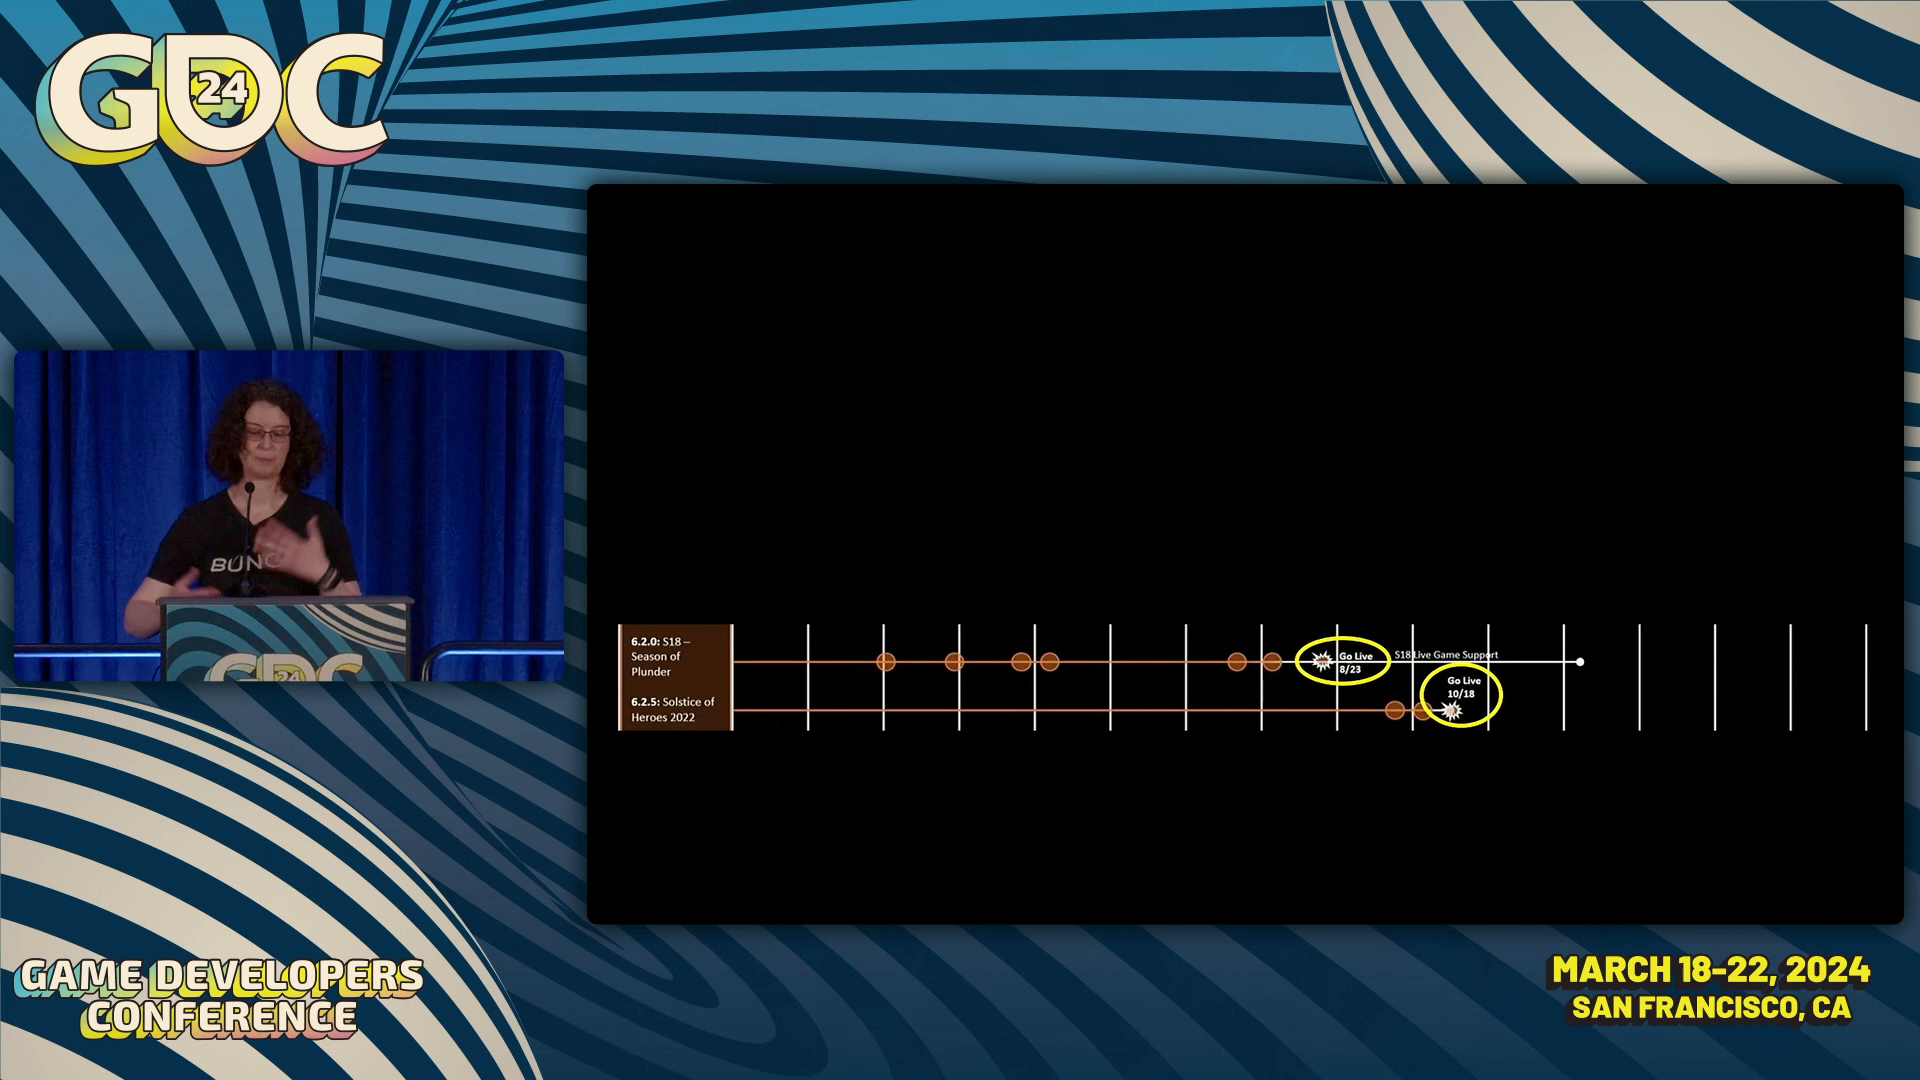 GDC
24
BUNG
GDC
24
6.2.0: S18 –
Season of
Plunder
6.2.5: Solstice of
Heroes 2022
Go Live
8/23
S18 Live Game Support
Go Live
10/18
GAME DEVELOPERS
CONFERENCE
MARCH 18-22, 2024
SAN FRANCISCO, CA